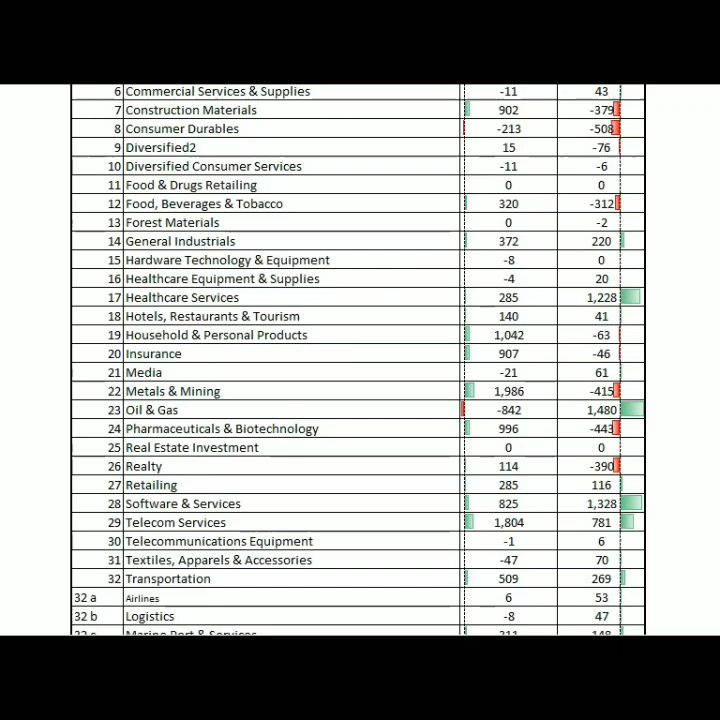 6 Commercial Services & Supplies -11 43
7 Construction Materials 902 -379
8 Consumer Durables -213 -508
9 Diversified2 15 -76
10 Diversified Consumer Services -11 -6
11 Food & Drugs Retailing 0 0
12 Food, Beverages & Tobacco 320 -312
13 Forest Materials 0 -2
14 General Industrials 372 220
15 Hardware Technology & Equipment -8 0
16 Healthcare Equipment & Supplies -4 20
17 Healthcare Services 285 1,228
18 Hotels, Restaurants & Tourism 140 41
19 Household & Personal Products 1,042 -63
20 Insurance 907 -46
21 Media -21 61
22 Metals & Mining 1,986 -415
23 Oil & Gas -842 1,480
24 Pharmaceuticals & Biotechnology 996 -443
25 Real Estate Investment 0 0
26 Realty 114 -390
27 Retailing 285 116
28 Software & Services 825 1,328
29 Telecom Services 1,804 781
30 Telecommunications Equipment -1 6
31 Textiles, Apparels & Accessories -47 70
32 Transportation 509 269
32 a Airlines 6 53
32 b Logistics -8 47
32 c Marine Port & Services 211 148